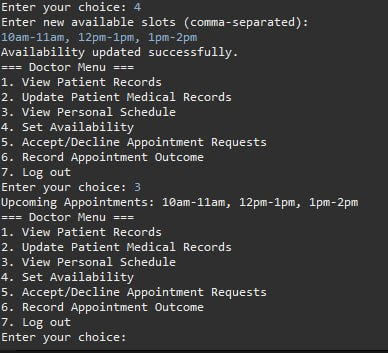 Enter your choice: 4
Enter new available slots (comma-separated):
10am-11am, 12pm-1pm, 1pm-2pm
Availability updated successfully.
=== Doctor Menu ===
1. View Patient Records
2. Update Patient Medical Records
3. View Personal Schedule
4. Set Availability
5. Accept/Decline Appointment Requests
6. Record Appointment Outcome
7. Log out
Enter your choice: 3
Upcoming Appointments: 10am-11am, 12pm-1pm, 1pm-2pm
=== Doctor Menu ===
1. View Patient Records
2. Update Patient Medical Records
3. View Personal Schedule
4. Set Availability
5. Accept/Decline Appointment Requests
6. Record Appointment Outcome
7. Log out
Enter your choice: